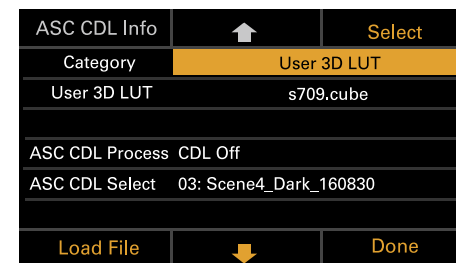 ASC CDL Info Select
Category User 3D LUT
User 3D LUT s709.cube
ASC CDL Process CDL Off
ASC CDL Select 03: Scene4_Dark_160830
Load File Done